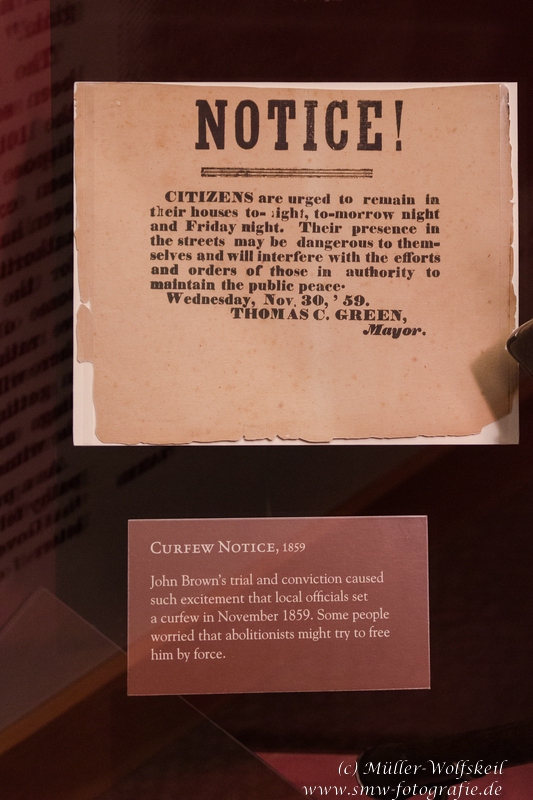 NOTICE!
CITIZENS are urged to remain in
their houses to-night, to-morrow night
and Friday night. Their presence in
the streets may be dangerous to them-
selves and will interfere with the efforts
and orders of those in authority to
maintain the public peace.
Wednesday, Nov. 30, '59.
THOMAS C. GREEN,
Mayor.
CURFEW NOTICE, 1859
John Brown's trial and conviction caused
such excitement that local officials set
a curfew in November 1859. Some people
worried that abolitionists might try to free
him by force.
(c) Müller-Wolfskeil
www.smw-fotografie.de